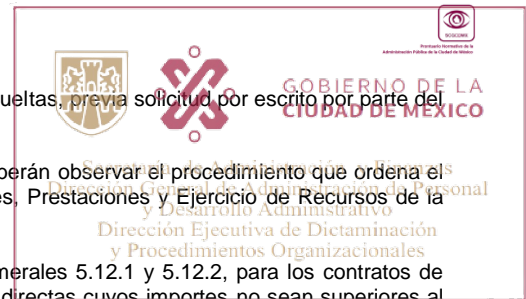 SOGCDMX
Prontuario Normativo de la
Administración Pública de la Ciudad de México
GOBIERNO DE LA
CIUDAD DE MÉXICO
ueltas, previa solicitud por escrito por parte del
Secretaría de Administración y Finanzas
berán observar el procedimiento que ordena el
Dirección General de Administración de Personal
es, Prestaciones y Ejercicio de Recursos de la
y Desarrollo Administrativo
Dirección Ejecutiva de Dictaminación
y Procedimientos Organizacionales
merales 5.12.1 y 5.12.2, para los contratos de
directas cuyos importes no sean superiores al